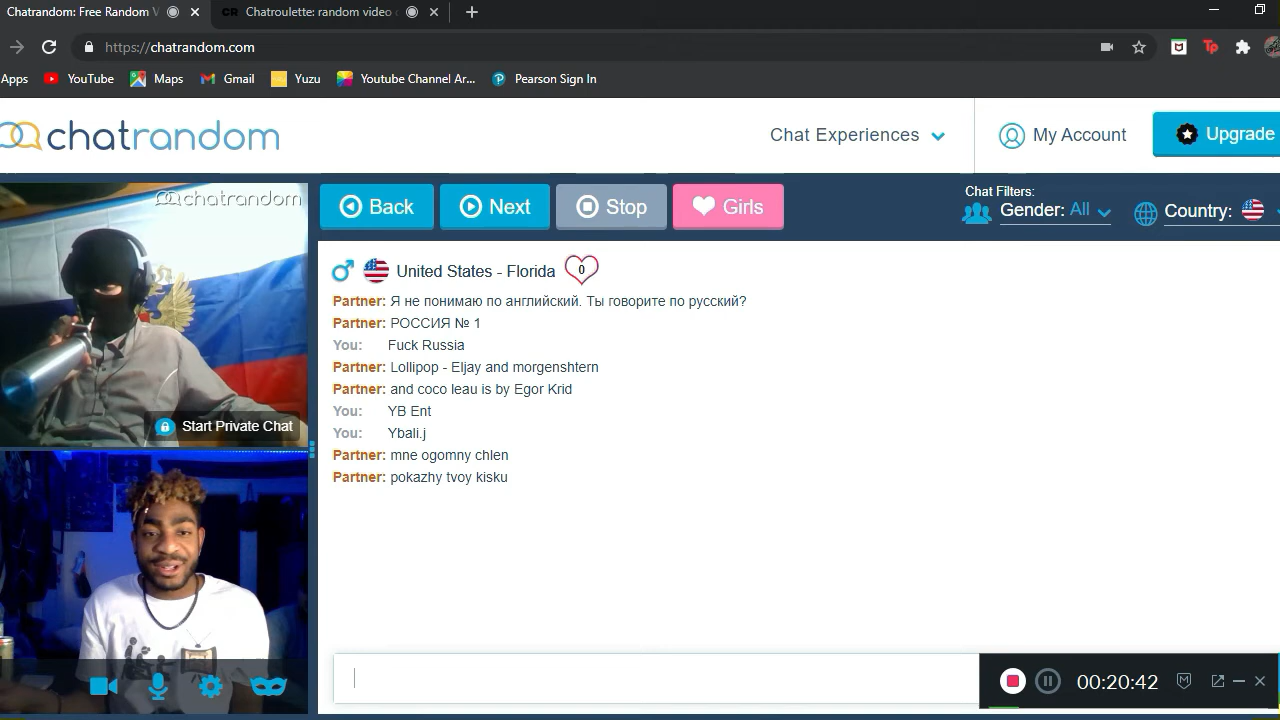 Chatrandom: Free Random V
CR Chatroulette: random video c
https://chatrandom.com
Apps YouTube Maps Gmail Yuzu Youtube Channel Ar... Pearson Sign In
chatrandom
Chat Experiences
My Account
Upgrade
chatrandom
Back
Next
Stop
Girls
Chat Filters:
Gender: All
Country:
United States - Florida 0
Partner: Я не понимаю по английский. Ты говорите по русский?
Partner: РОССИЯ № 1
You: Fuck Russia
Partner: Lollipop - Eljay and morgenshtern
Partner: and coco leau is by Egor Krid
You: YB Ent
You: Ybali.j
Partner: mne ogomny chlen
Partner: pokazhy tvoy kisku
Start Private Chat
00:20:42